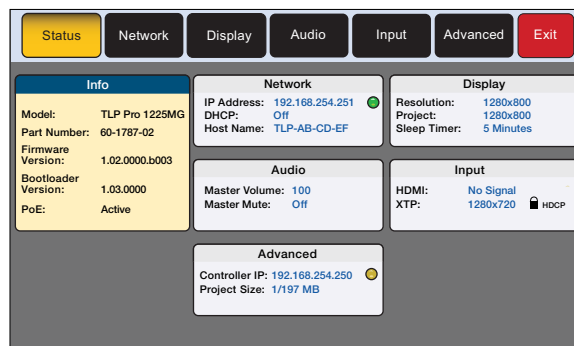 Status Network Display Audio Input Advanced Exit
Info
Model: TLP Pro 1225MG
Part Number: 60-1787-02
Firmware
Version: 1.02.0000.b003
Bootloader
Version: 1.03.0000
PoE: Active
Network
IP Address: 192.168.254.251
DHCP: Off
Host Name: TLP-AB-CD-EF
Display
Resolution: 1280x800
Project: 1280x800
Sleep Timer: 5 Minutes
Audio
Master Volume: 100
Master Mute: Off
Input
HDMI: No Signal
XTP: 1280x720 HDCP
Advanced
Controller IP: 192.168.254.250
Project Size: 1/197 MB